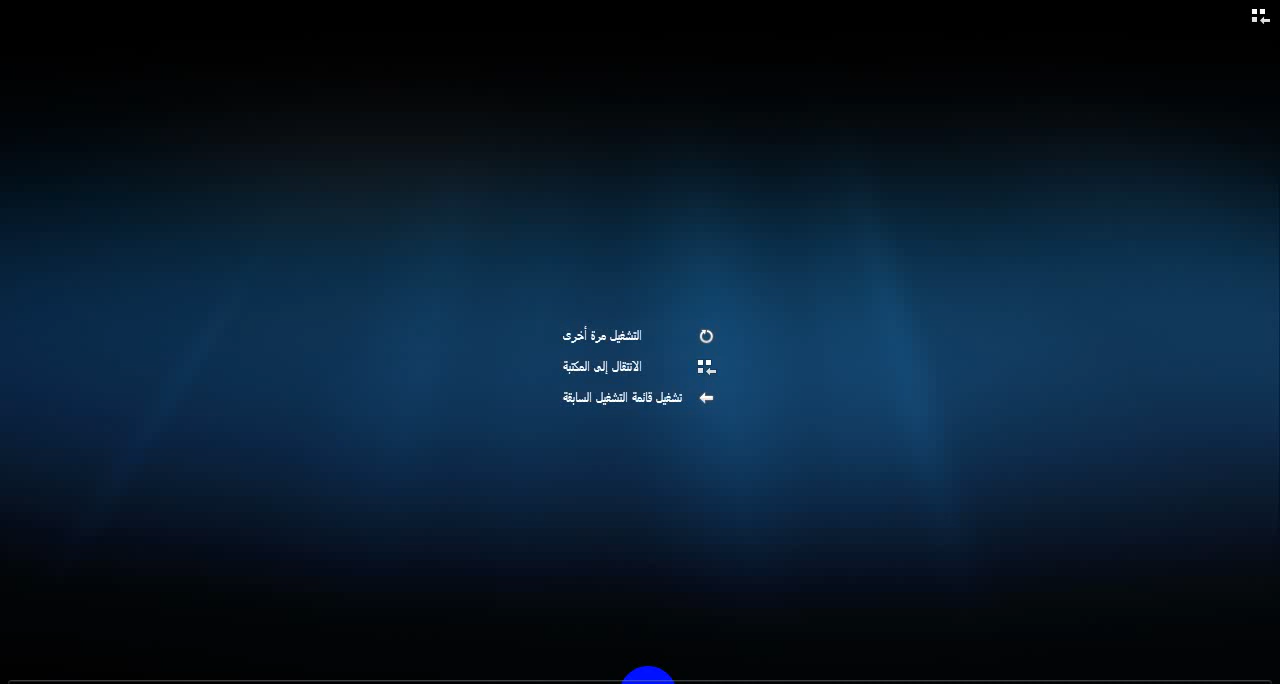 التشغيل مرة أخرى
الانتقال إلى المكتبة
تشغيل قائمة التشغيل السابقة